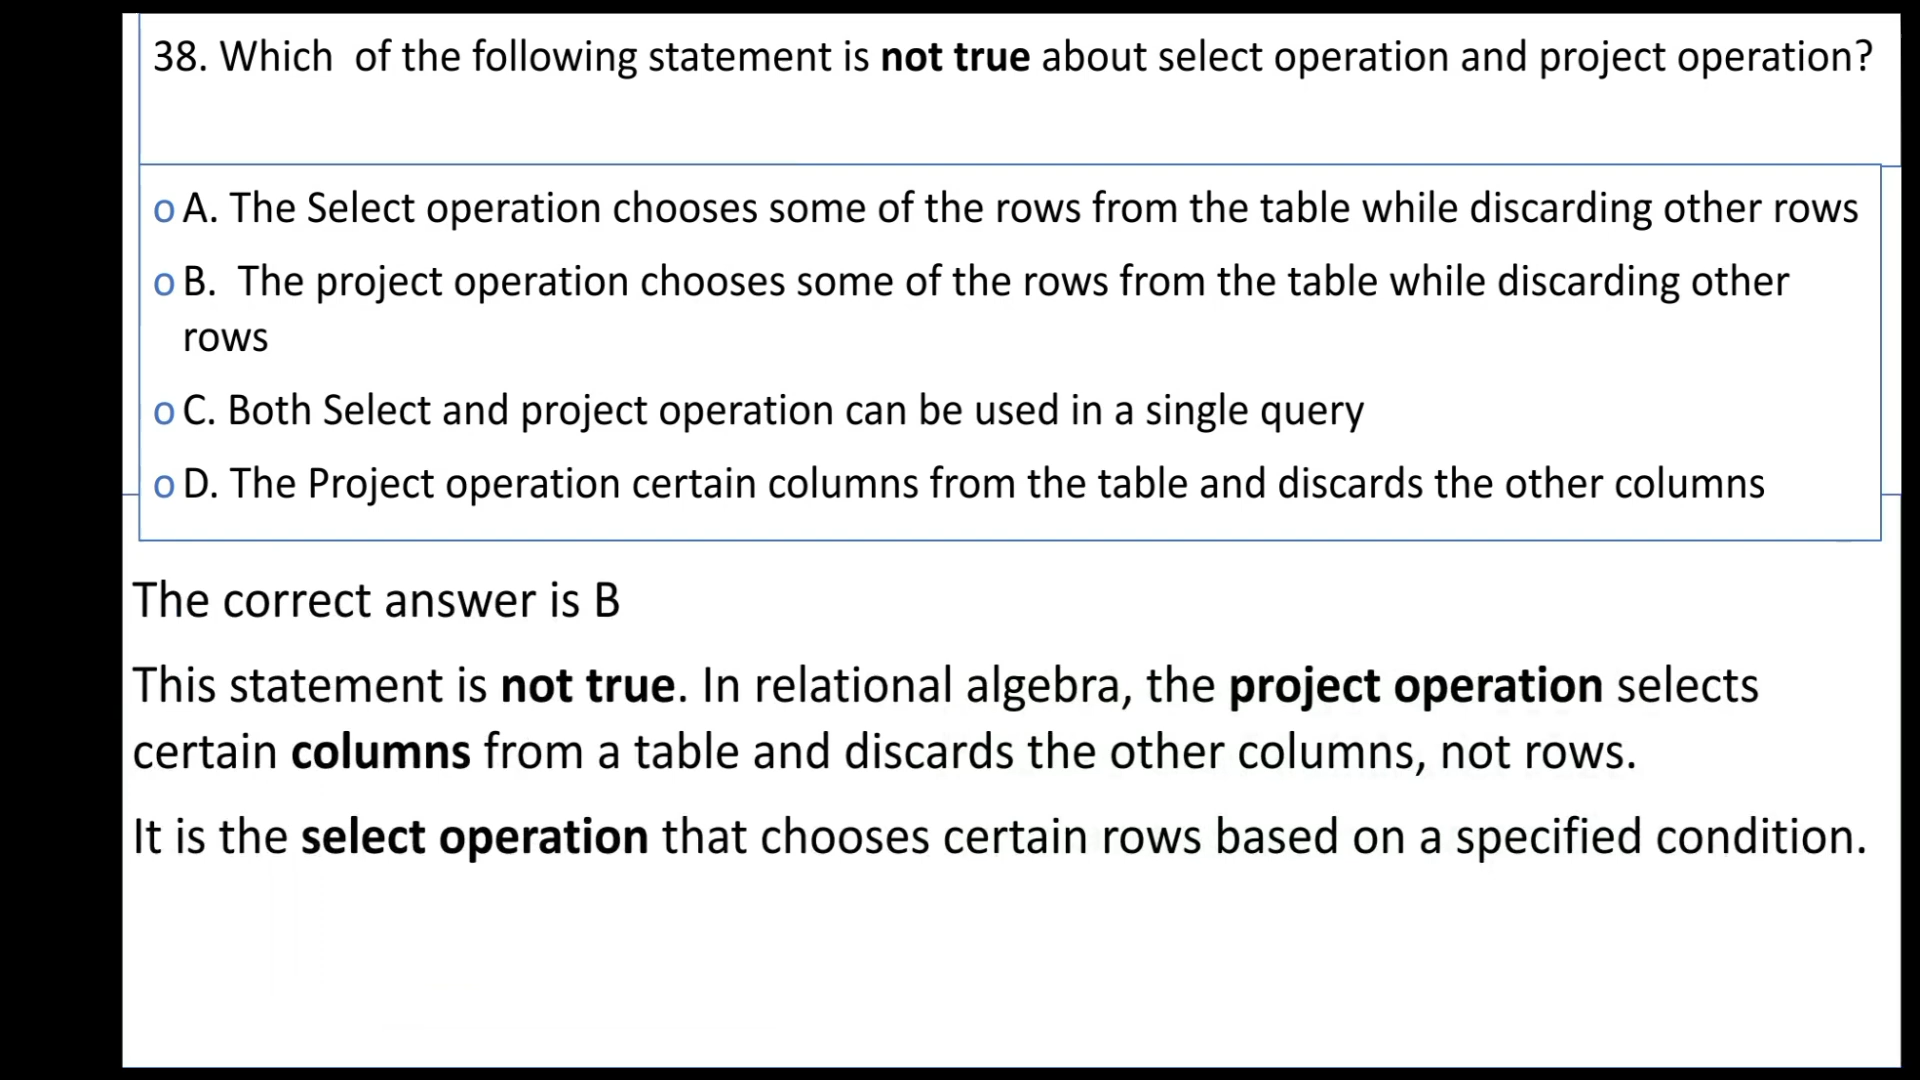 38. Which of the following statement is not true about select operation and project operation?
o A. The Select operation chooses some of the rows from the table while discarding other rows
o B. The project operation chooses some of the rows from the table while discarding other
rows
o C. Both Select and project operation can be used in a single query
o D. The Project operation certain columns from the table and discards the other columns
The correct answer is B
This statement is not true. In relational algebra, the project operation selects
certain columns from a table and discards the other columns, not rows.
It is the select operation that chooses certain rows based on a specified condition.